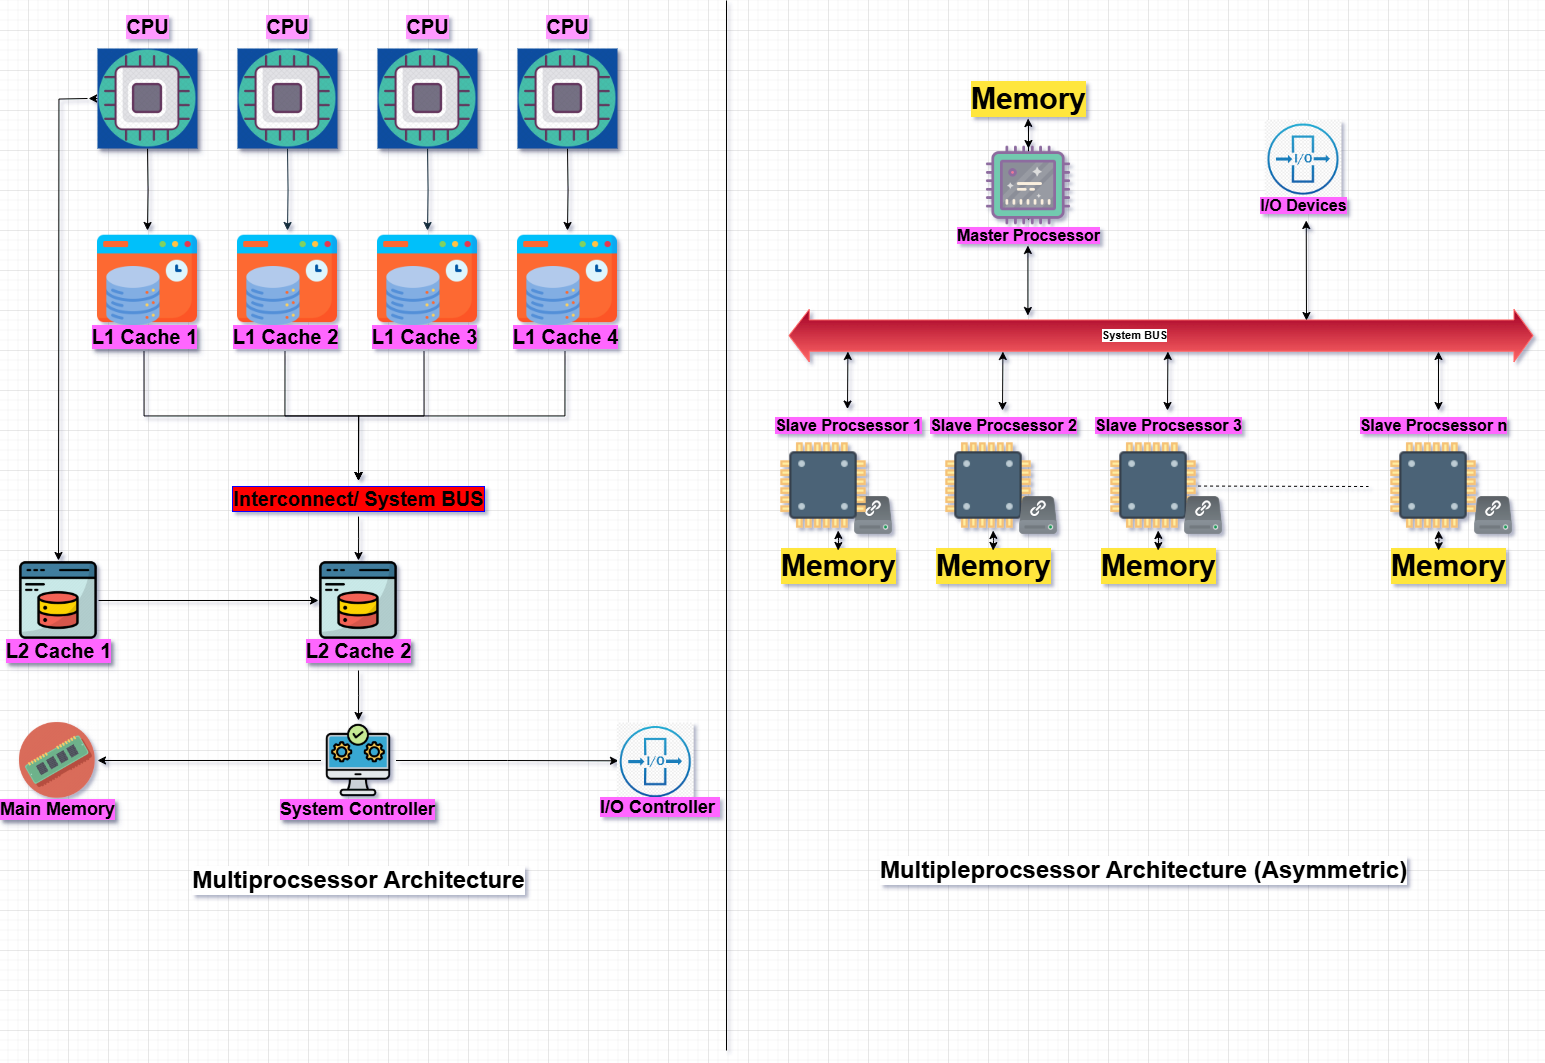 CPU
CPU
CPU
CPU
L1 Cache 1
L1 Cache 2
L1 Cache 3
L1 Cache 4
Interconnect/ System BUS
L2 Cache 1
L2 Cache 2
Main Memory
System Controller
I/O
I/O Controller
Multiprocsessor Architecture
Memory
Master Procsessor
I/O
I/O Devices
System BUS
Slave Procsessor 1
Slave Procsessor 2
Slave Procsessor 3
Slave Procsessor n
Memory
Memory
Memory
Memory
Multipleprocsessor Architecture (Asymmetric)